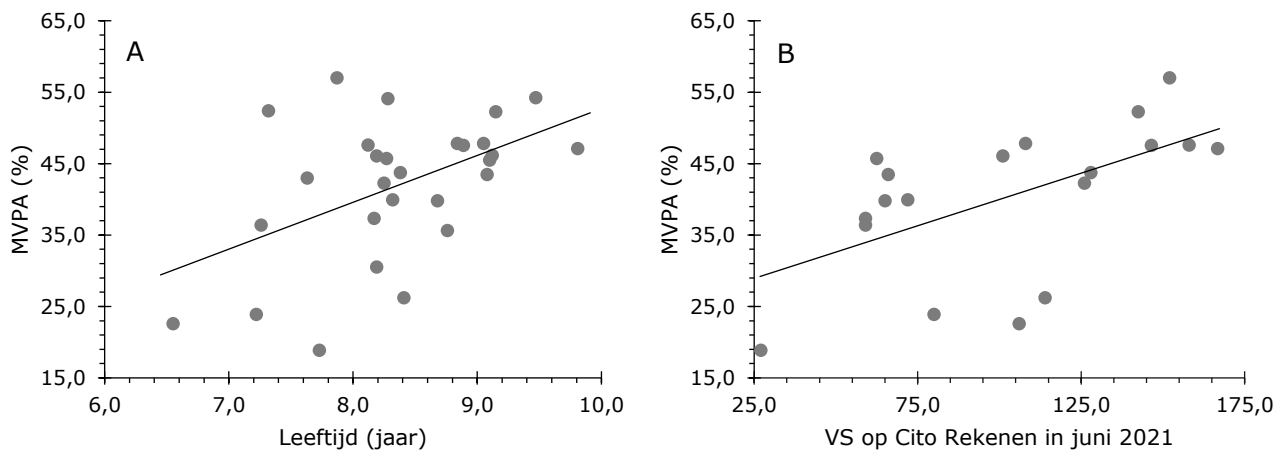 A
MVPA (%)
65,0
55,0
45,0
35,0
25,0
15,0
6,0 7,0 8,0 9,0 10,0
Leeftijd (jaar)
B
MVPA (%)
65,0
55,0
45,0
35,0
25,0
15,0
25,0 75,0 125,0 175,0
VS op Cito Rekenen in juni 2021